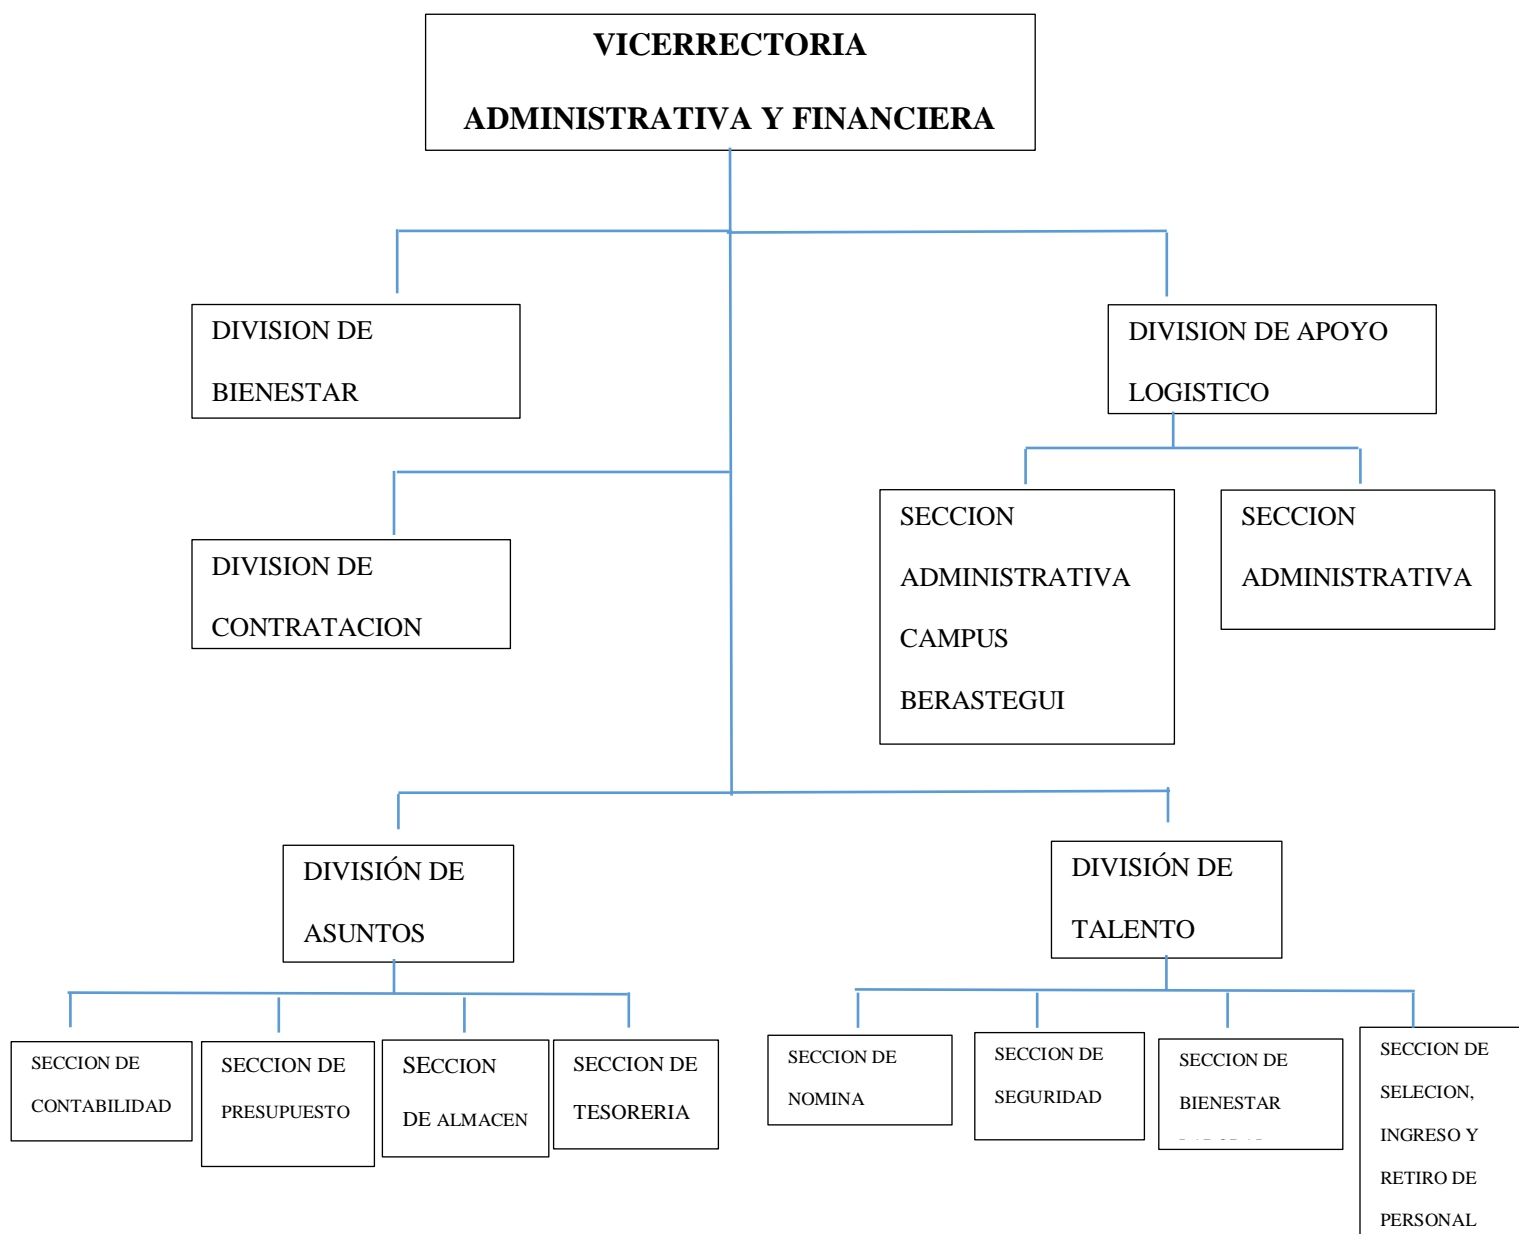 VICERRECTORIA
ADMINISTRATIVA Y FINANCIERA
DIVISION DE
BIENESTAR
DIVISION DE APOYO
LOGISTICO
DIVISION DE
CONTRATACION
SECCION
ADMINISTRATIVA
CAMPUS
BERASTEGUI
SECCION
ADMINISTRATIVA
DIVISIÓN DE
ASUNTOS
DIVISIÓN DE
TALENTO
SECCION DE
CONTABILIDAD
SECCION DE
PRESUPUESTO
SECCION
DE ALMACEN
SECCION DE
TESORERIA
SECCION DE
NOMINA
SECCION DE
SEGURIDAD
SECCION DE
BIENESTAR
SECCION DE
SELECION,
INGRESO Y
RETIRO DE
PERSONAL